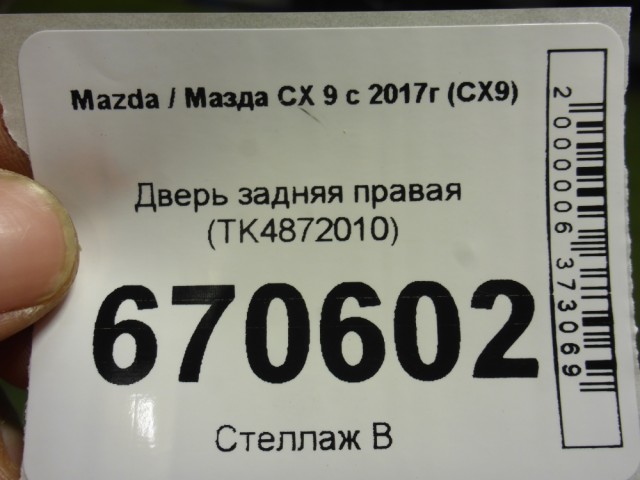 Mazda / Мазда CX 9 с 2017г (CX9)
Дверь задняя правая
(TK4872010)
670602
Стеллаж В
2000006373069